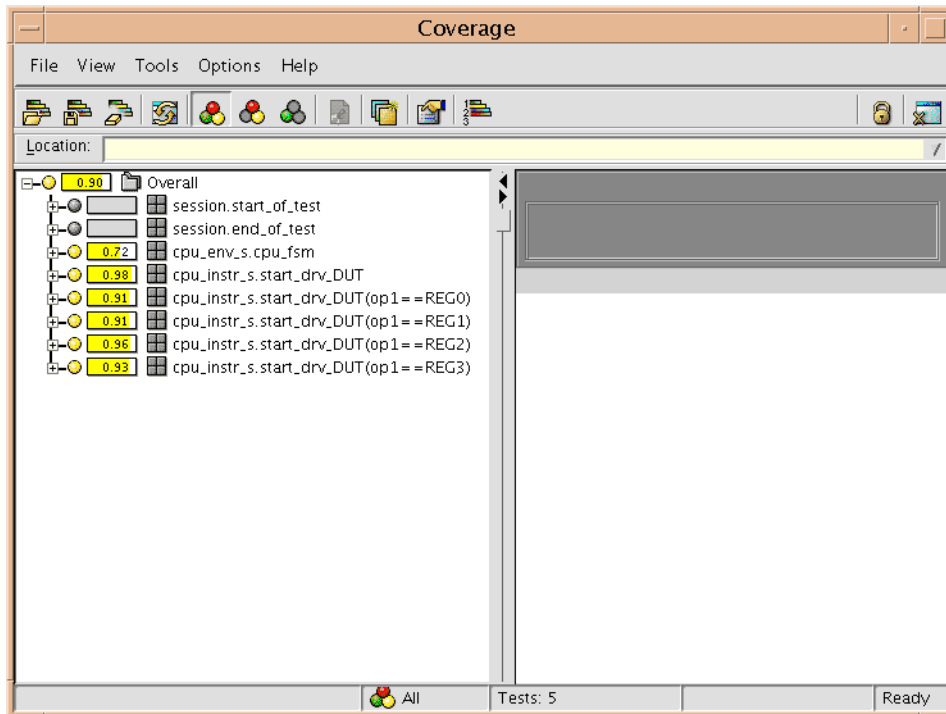 Coverage
File View Tools Options Help
Location:
0.90 Overall
session.start_of_test
session.end_of_test
0.72 cpu_env_s.cpu_fsm
0.98 cpu_instr_s.start_drv_DUT
0.91 cpu_instr_s.start_drv_DUT(op1==REG0)
0.91 cpu_instr_s.start_drv_DUT(op1==REG1)
0.96 cpu_instr_s.start_drv_DUT(op1==REG2)
0.93 cpu_instr_s.start_drv_DUT(op1==REG3)
All Tests: 5 Ready